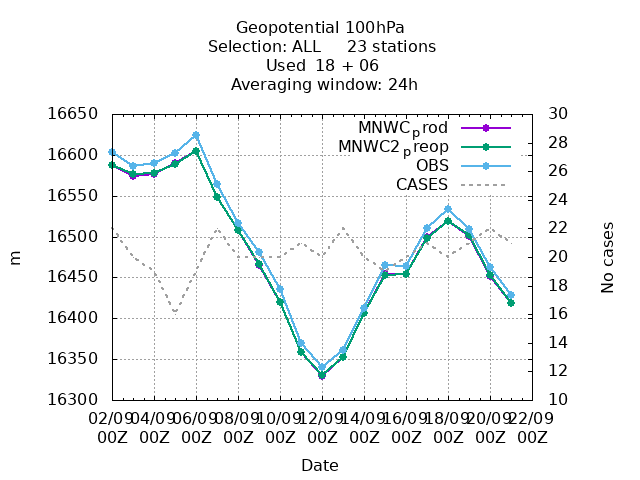 Geopotential 100hPa
Selection: ALL     23 stations
Used  18 + 06
Averaging window: 24h
16650
16600
16550
16500
16450
16400
16350
16300
30
28
26
24
22
20
18
16
14
12
10
m
No cases
MNWCprod
MNWC2preop
OBS
CASES
02/09 04/09 06/09 08/09 10/09 12/09 14/09 16/09 18/09 20/09 22/09
00Z 00Z 00Z 00Z 00Z 00Z 00Z 00Z 00Z 00Z 00Z
Date